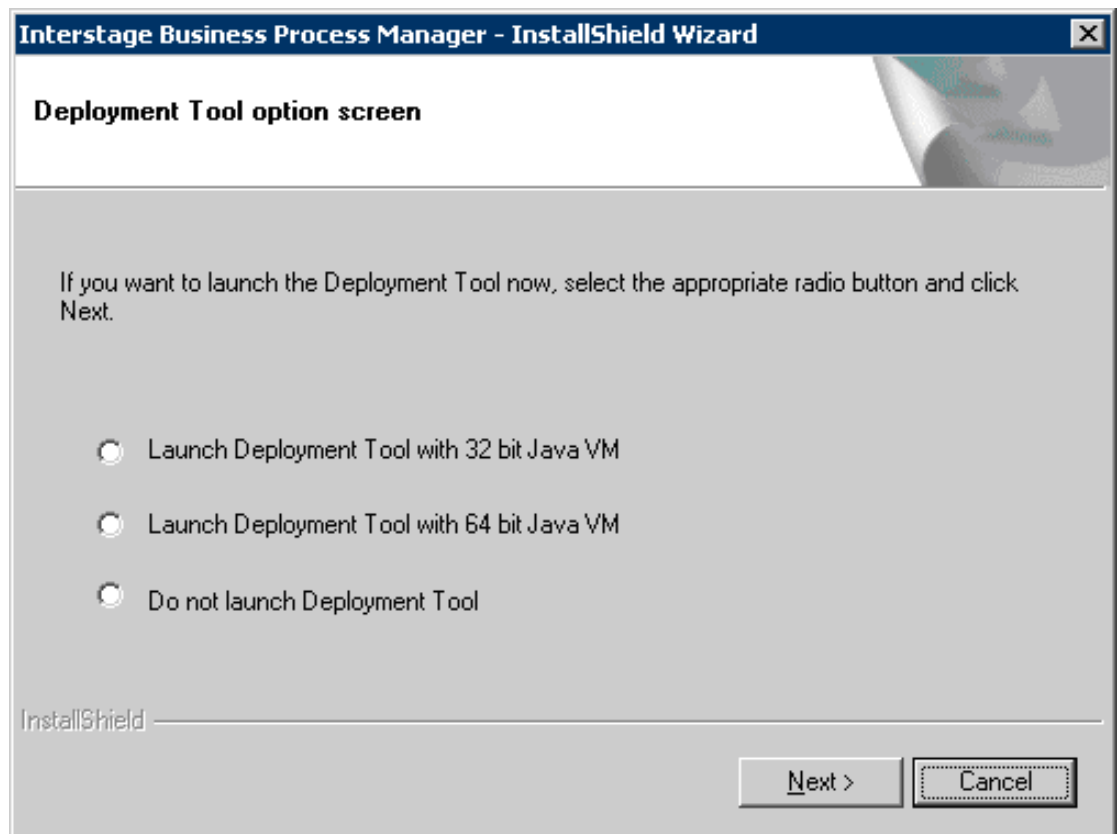 Interstage Business Process Manager - InstallShield Wizard
Deployment Tool option screen
If you want to launch the Deployment Tool now, select the appropriate radio button and click
Next.
Launch Deployment Tool with 32 bit Java VM
Launch Deployment Tool with 64 bit Java VM
Do not launch Deployment Tool
InstallShield
Next >
Cancel